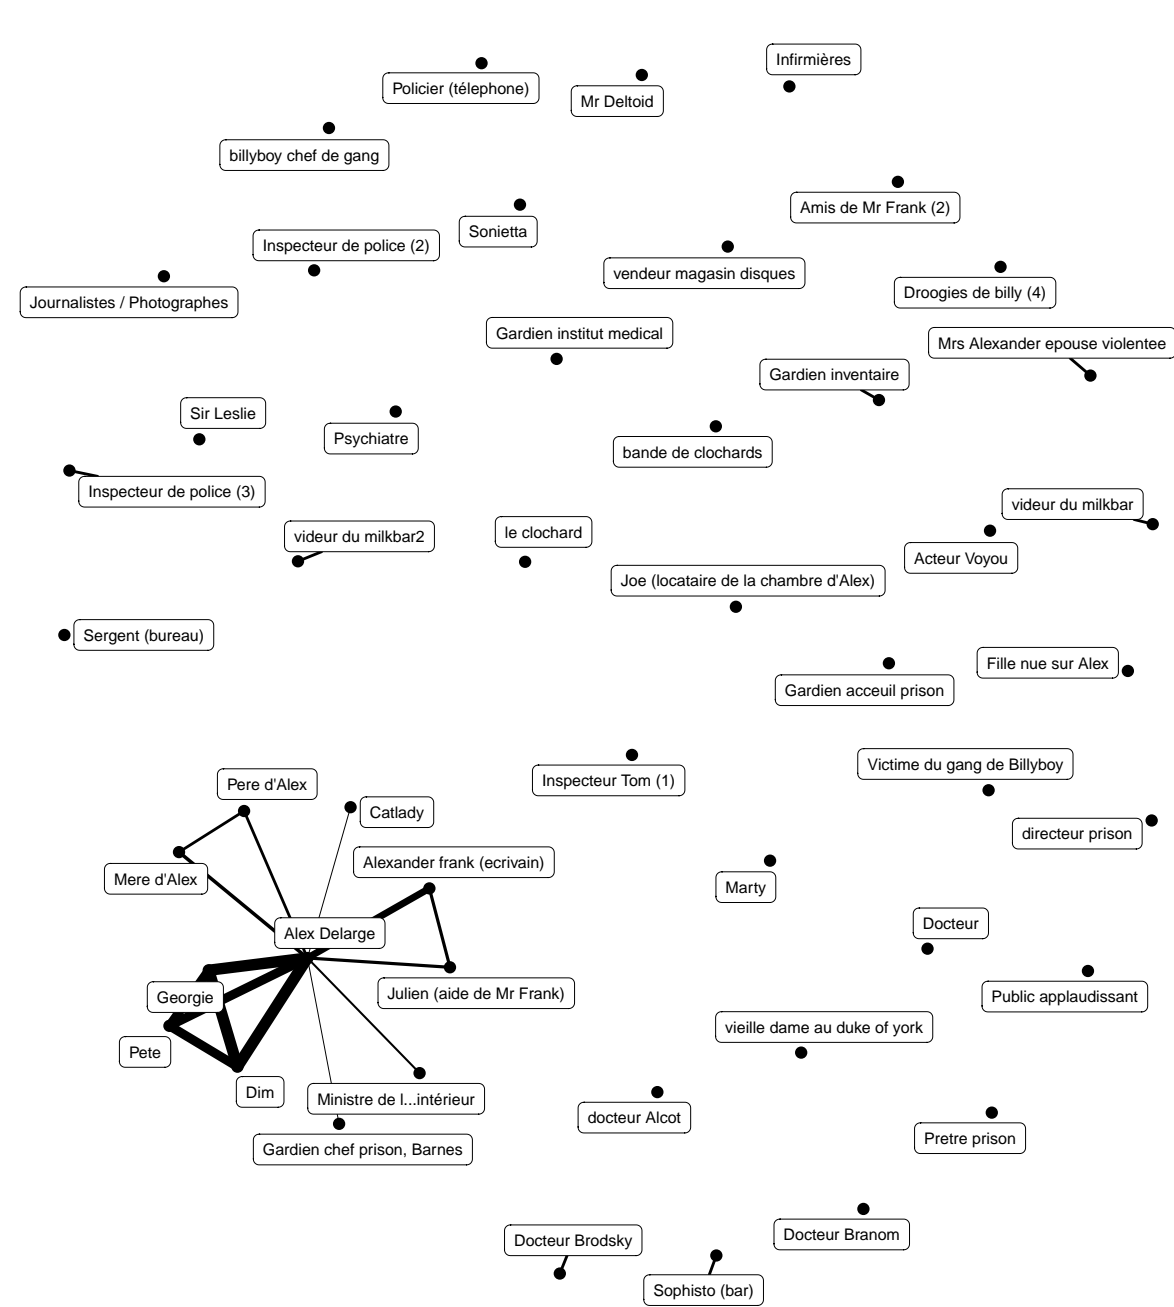 Infirmières
Policier (télephone)
Mr Deltoid
billyboy chef de gang
Amis de Mr Frank (2)
Sonietta
Inspecteur de police (2)
vendeur magasin disques
Droogies de billy (4)
Journalistes / Photographes
Gardien institut medical
Mrs Alexander epouse violentee
Gardien inventaire
Sir Leslie
Psychiatre
bande de clochards
Inspecteur de police (3)
videur du milkbar
videur du milkbar2
le clochard
Acteur Voyou
Joe (locataire de la chambre d'Alex)
Sergent (bureau)
Fille nue sur Alex
Gardien acceuil prison
Victime du gang de Billyboy
Inspecteur Tom (1)
Pere d'Alex
Catlady
directeur prison
Alexander frank (ecrivain)
Mere d'Alex
Marty
Docteur
Alex Delarge
Julien (aide de Mr Frank)
Georgie
Public applaudissant
vieille dame au duke of york
Pete
Dim
Ministre de l...intérieur
docteur Alcot
Pretre prison
Gardien chef prison, Barnes
Docteur Branom
Docteur Brodsky
Sophisto (bar)